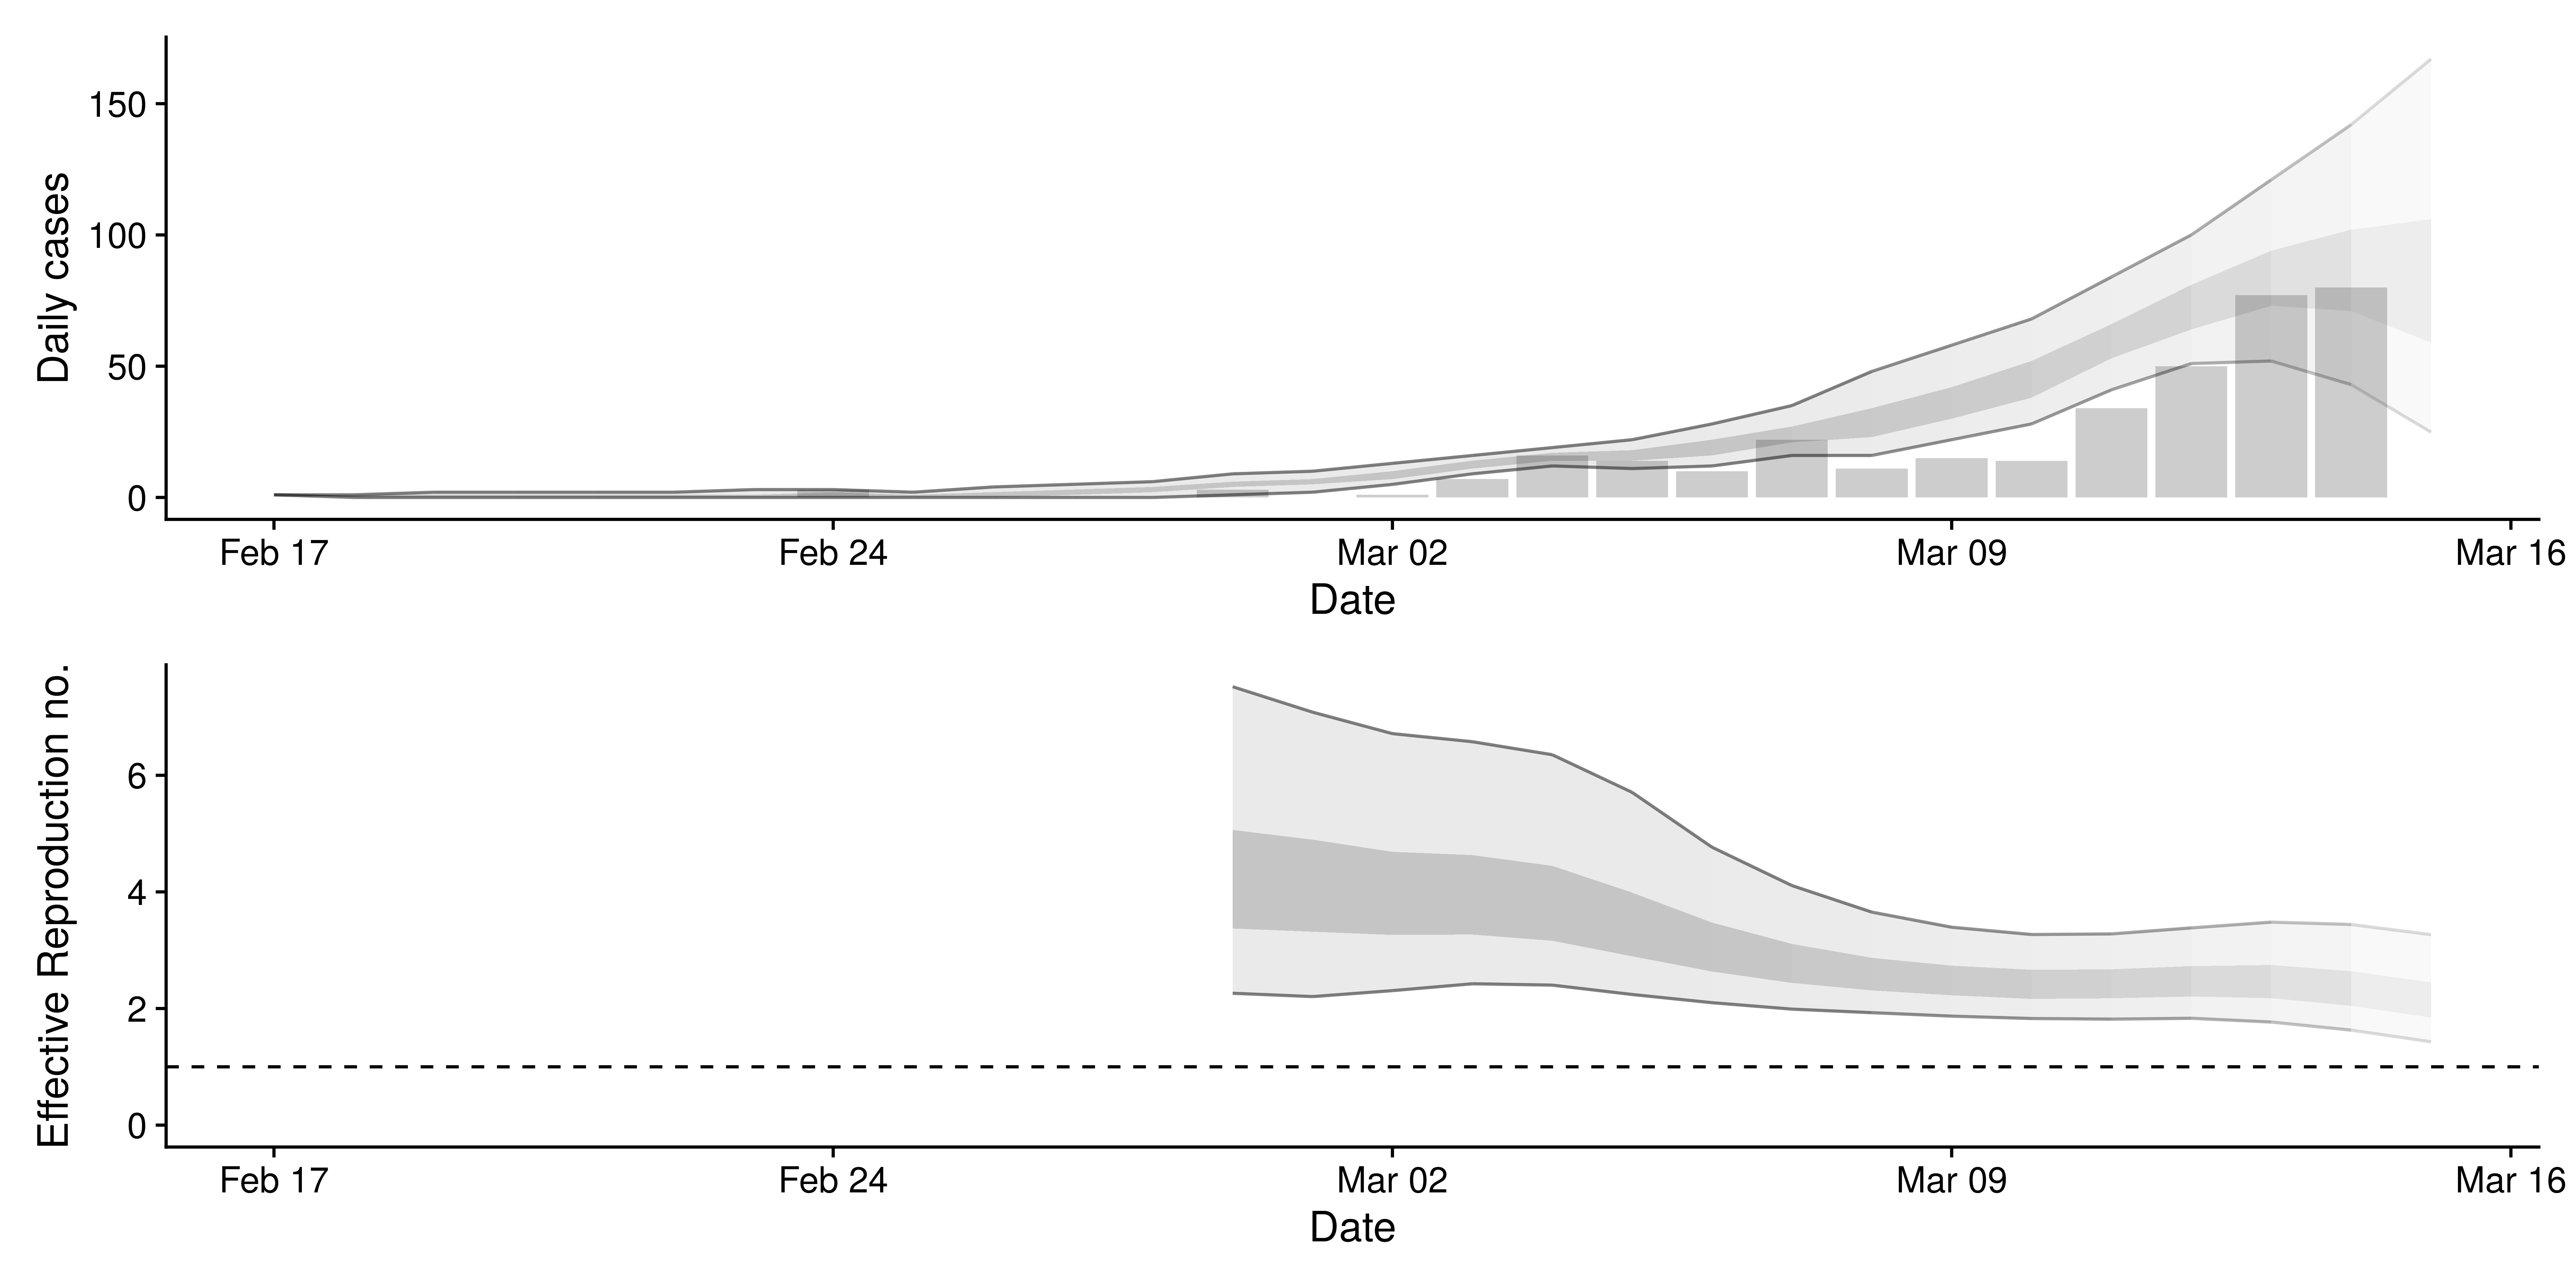 Daily cases
150
100
50
0
Feb 17 Feb 24 Mar 02 Mar 09 Mar 16
Date
Effective Reproduction no.
6
4
2
0
Feb 17 Feb 24 Mar 02 Mar 09 Mar 16
Date